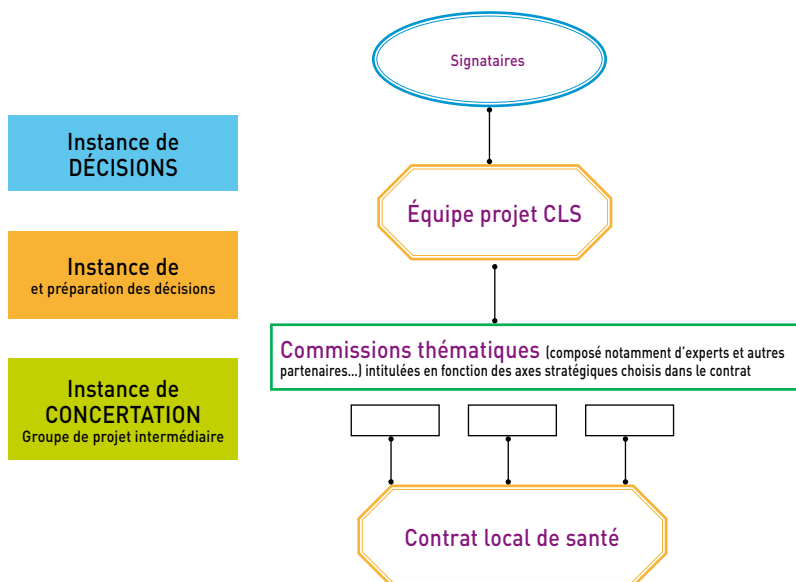 Signataires
Instance de
DÉCISIONS
Équipe projet CLS
Instance de
et préparation des décisions
Commissions thématiques (composé notamment d'experts et autres
partenaires...) intitulées en fonction des axes stratégiques choisis dans le contrat
Instance de
CONCERTATION
Groupe de projet intermédiaire
Contrat local de santé